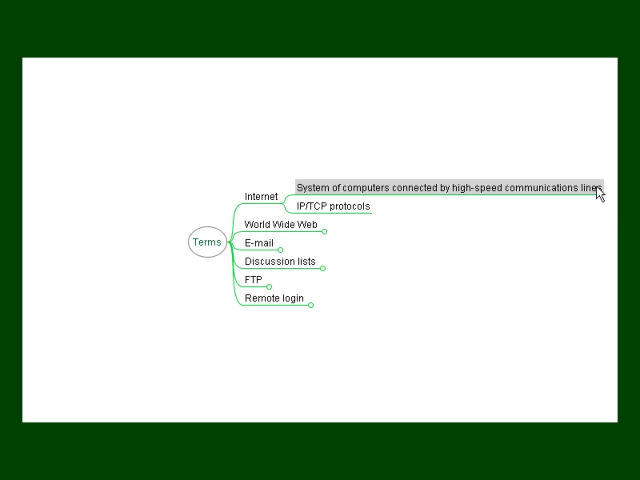 System of computers connected by high-speed communications lines
Internet
IP/TCP protocols
World Wide Web
Terms
E-mail
Discussion lists
FTP
Remote login